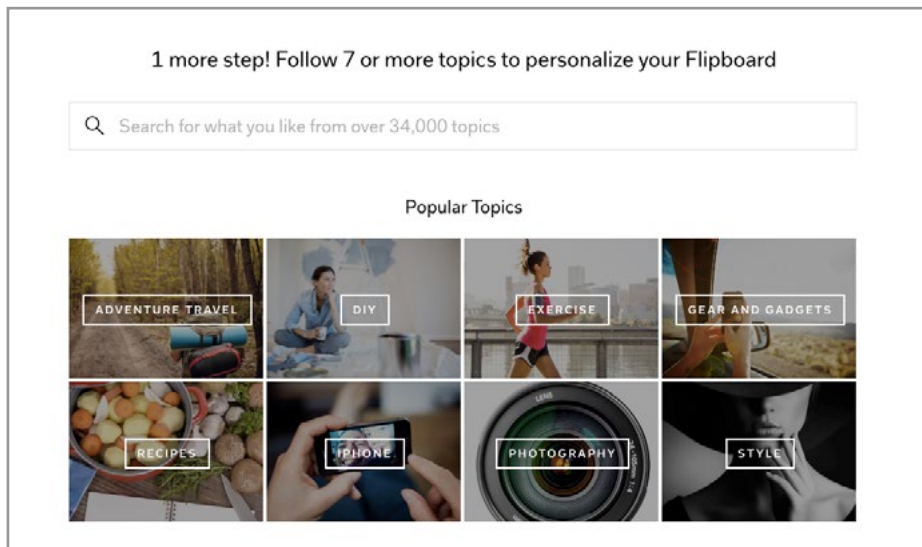 1 more step! Follow 7 or more topics to personalize your Flipboard
Search for what you like from over 34,000 topics
Popular Topics
ADVENTURE TRAVEL
DIY
EXERCISE
GEAR AND GADGETS
RECIPES
IPHONE
PHOTOGRAPHY
STYLE
LENS